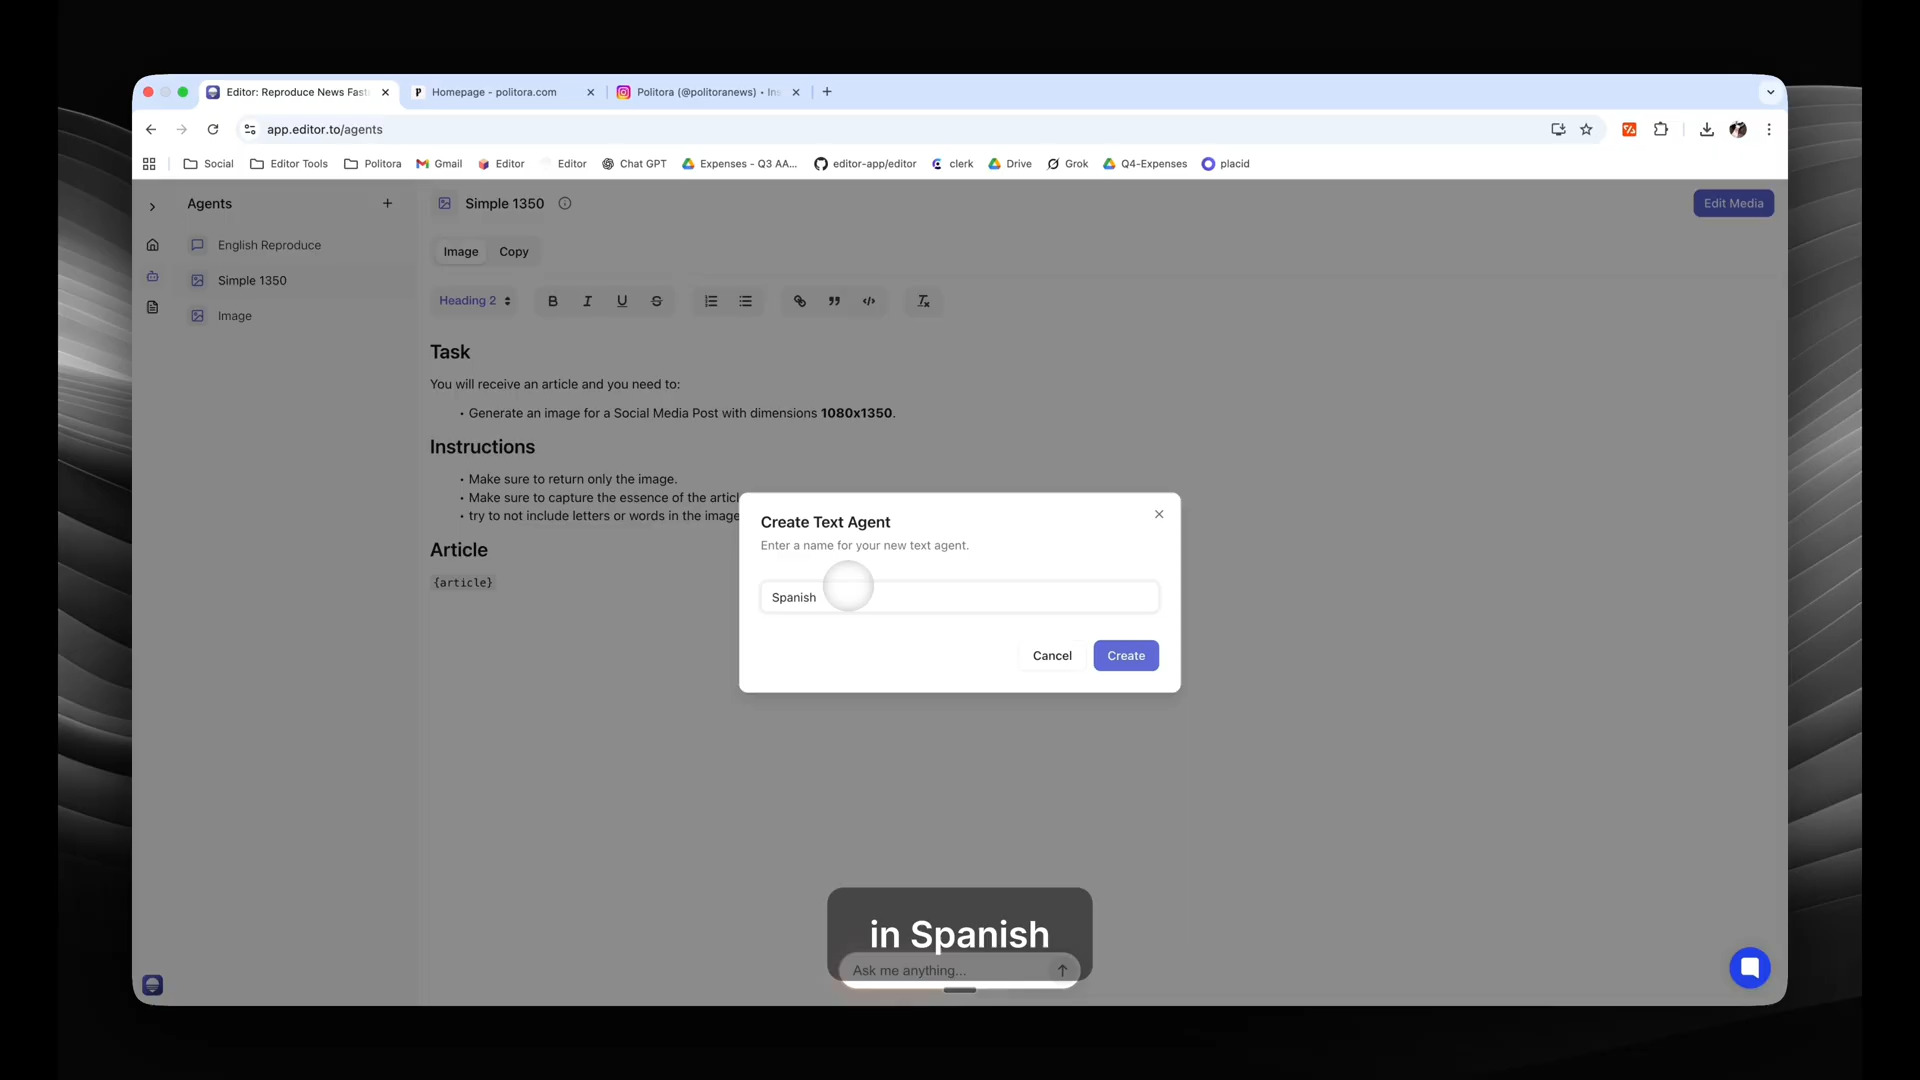 Editor: Reproduce News Fast
Homepage - politora.com
Politora (@politoranews) • Ins
app.editor.to/agents
Social
Editor Tools
Politora
Gmail
Editor
Editor
Chat GPT
Expenses - Q3 AA...
editor-app/editor
clerk
Drive
Grok
Q4-Expenses
placid
Agents
English Reproduce
Simple 1350
Image
Simple 1350
Edit Media
Image
Copy
Heading 2
Task
You will receive an article and you need to:
• Generate an image for a Social Media Post with dimensions 1080x1350.
Instructions
• Make sure to return only the image.
• Make sure to capture the essence of the articl
• try to not include letters or words in the image
Article
{article}
Create Text Agent
Enter a name for your new text agent.
Spanish
Cancel
Create
in Spanish
Ask me anything...